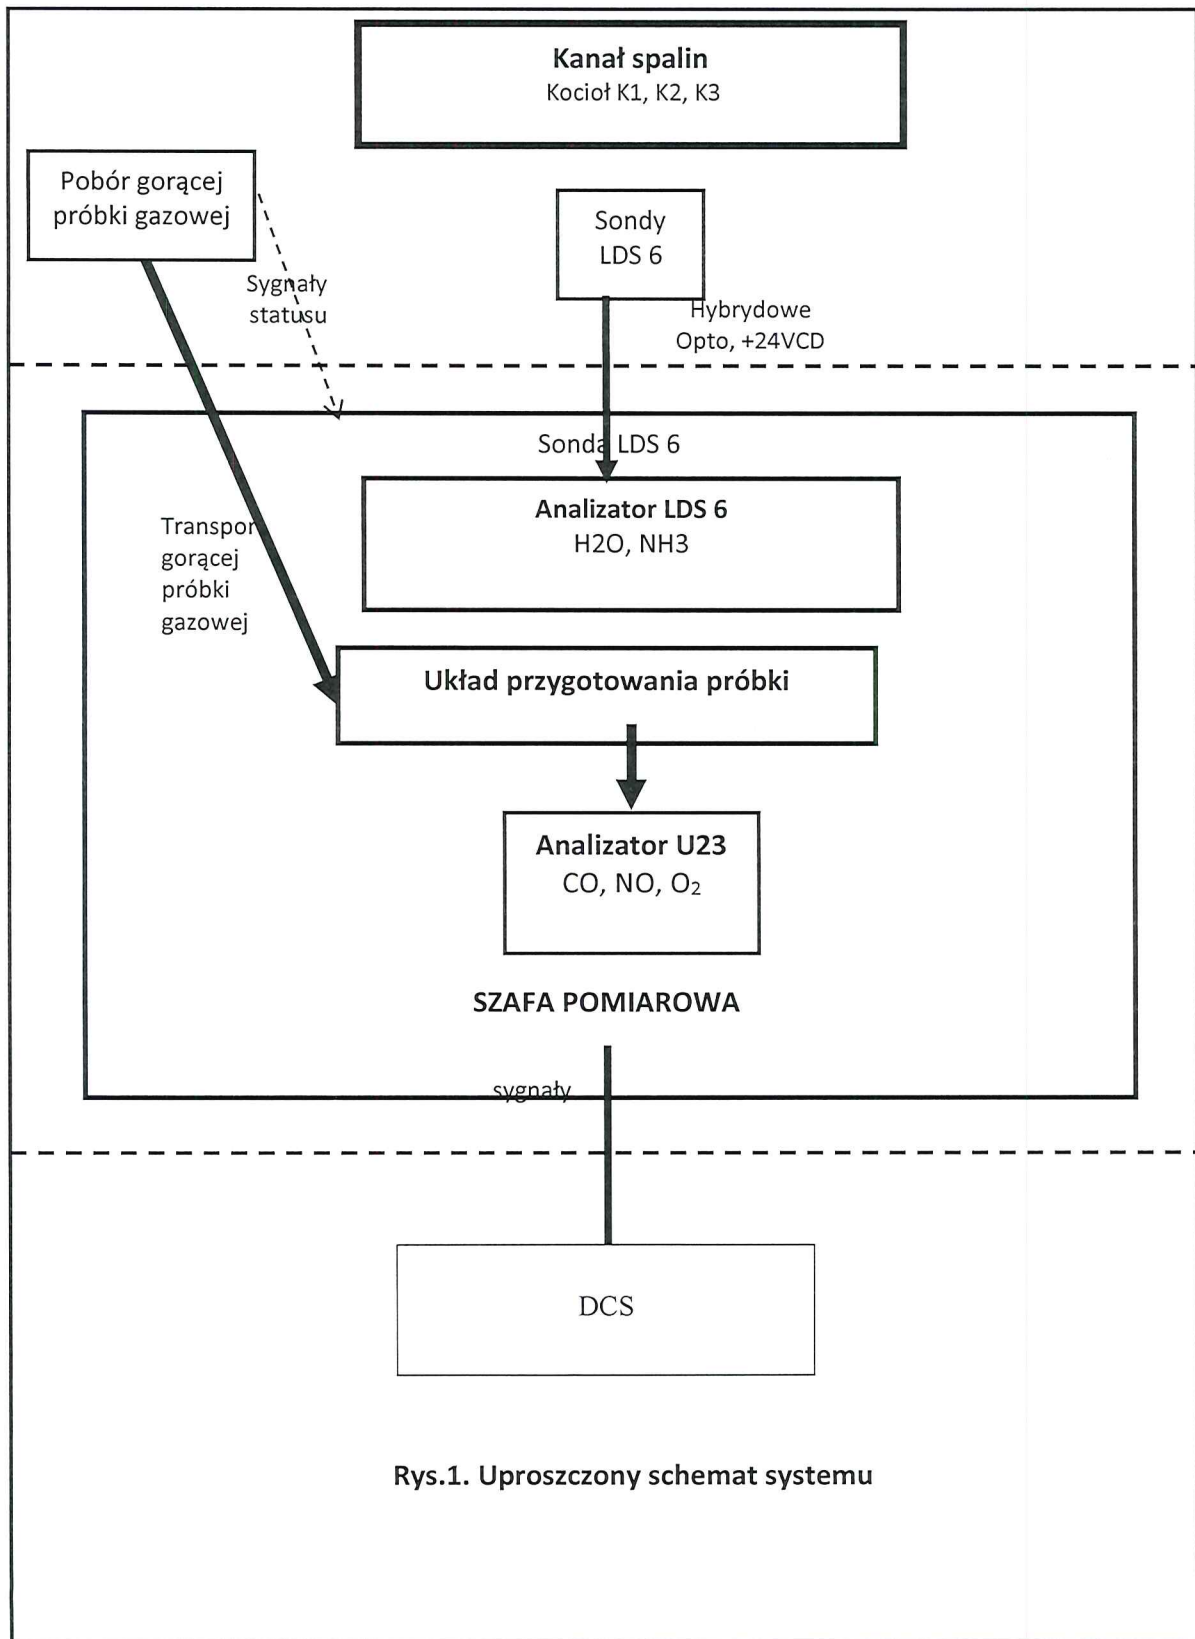 Kanał spalin
Kocioł K1, K2, K3
Pobór gorącej
próbki gazowej
Sondy
LDS 6
Sygnały
statusu
Hybrydowe
Opto, +24VCD
Sonda LDS 6
Analizator LDS 6
H2O, NH3
Transpor
gorącej
próbki
gazowej
Układ przygotowania próbki
Analizator U23
CO, NO, O₂
SZAFA POMIAROWA
sygnały
DCS
Rys.1. Uproszczony schemat systemu